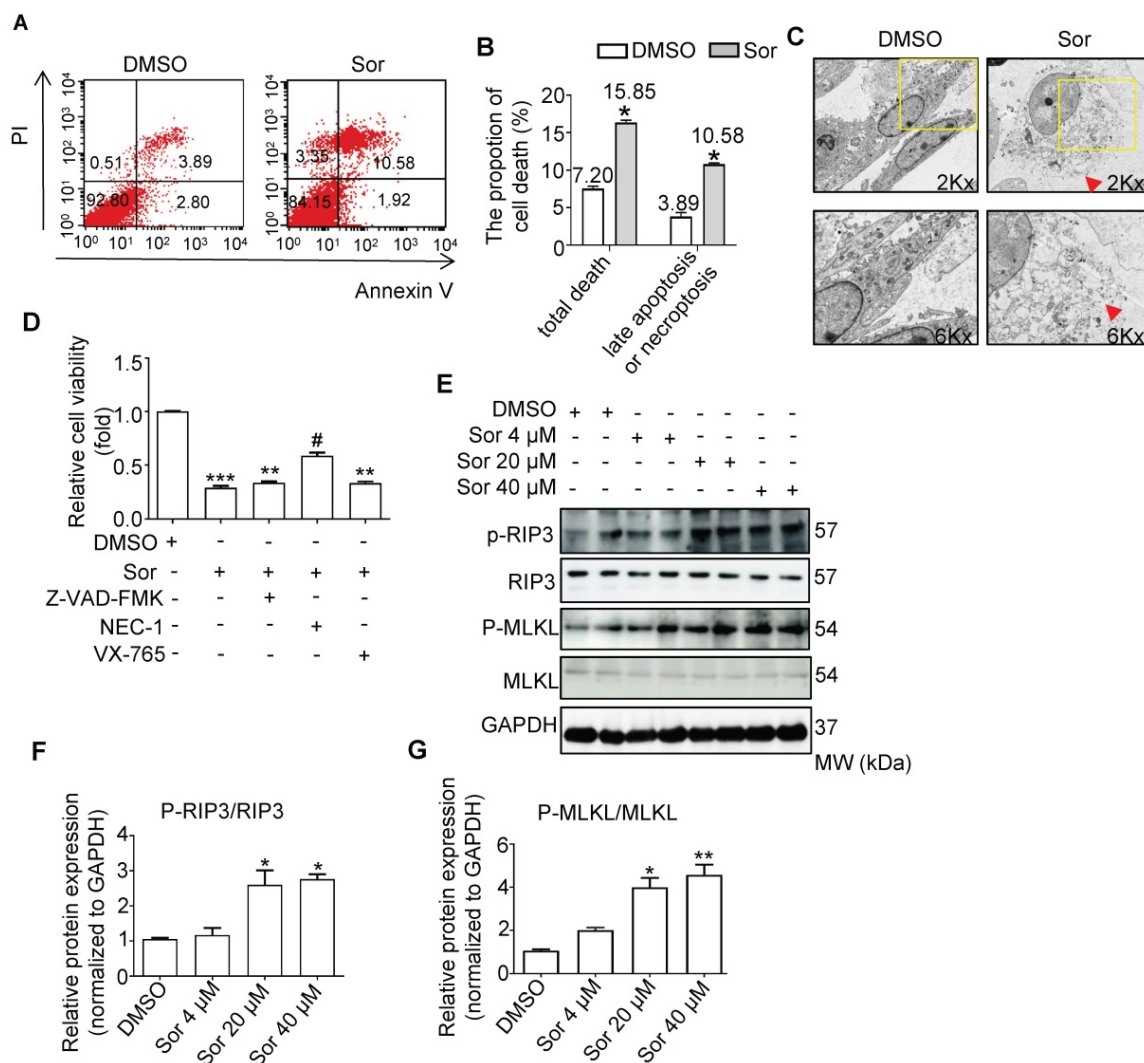 A
DMSO
Sor
PI
10⁴
10³
10²
10¹
10⁰
0.51
3.89
92.80
2.80
10⁰ 10¹ 10² 10³ 10⁴
10⁴
10³
10²
10¹
10⁰
3.35
10.58
84.15
1.92
10⁰ 10¹ 10² 10³ 10⁴
Annexin V
B
DMSO Sor
The propotion of
cell death (%)
20
15
10
5
0
7.20
15.85
*
3.89
10.58
*
total death
late apoptosis
or necroptosis
C
DMSO
Sor
2Kx
2Kx
6Kx
6Kx
D
Relative cell viability
(fold)
1.5
1.0
0.5
0.0
***
**
#
**
DMSO + - - - -
Sor - + + + +
Z-VAD-FMK - - + - -
NEC-1 - - - + -
VX-765 - - - - +
E
DMSO + + - - - - - -
Sor 4 µM - - + + - - - -
Sor 20 µM - - - - + + - -
Sor 40 µM - - - - - - + +
p-RIP3 57
RIP3 57
P-MLKL 54
MLKL 54
GAPDH 37
MW (kDa)
F
P-RIP3/RIP3
Relative protein expression
(normalized to GAPDH)
4
3
2
1
0
*
*
DMSO
Sor 4 µM
Sor 20 µM
Sor 40 µM
G
P-MLKL/MLKL
Relative protein expression
(normalized to GAPDH)
6
4
2
0
*
**
DMSO
Sor 4 µM
Sor 20 µM
Sor 40 µM